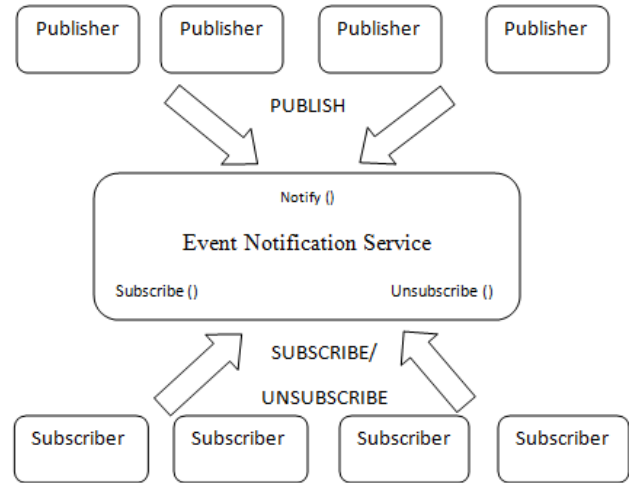 Publisher
Publisher
Publisher
Publisher
PUBLISH
Notify ()
Event Notification Service
Subscribe ()
Unsubscribe ()
SUBSCRIBE/
UNSUBSCRIBE
Subscriber
Subscriber
Subscriber
Subscriber